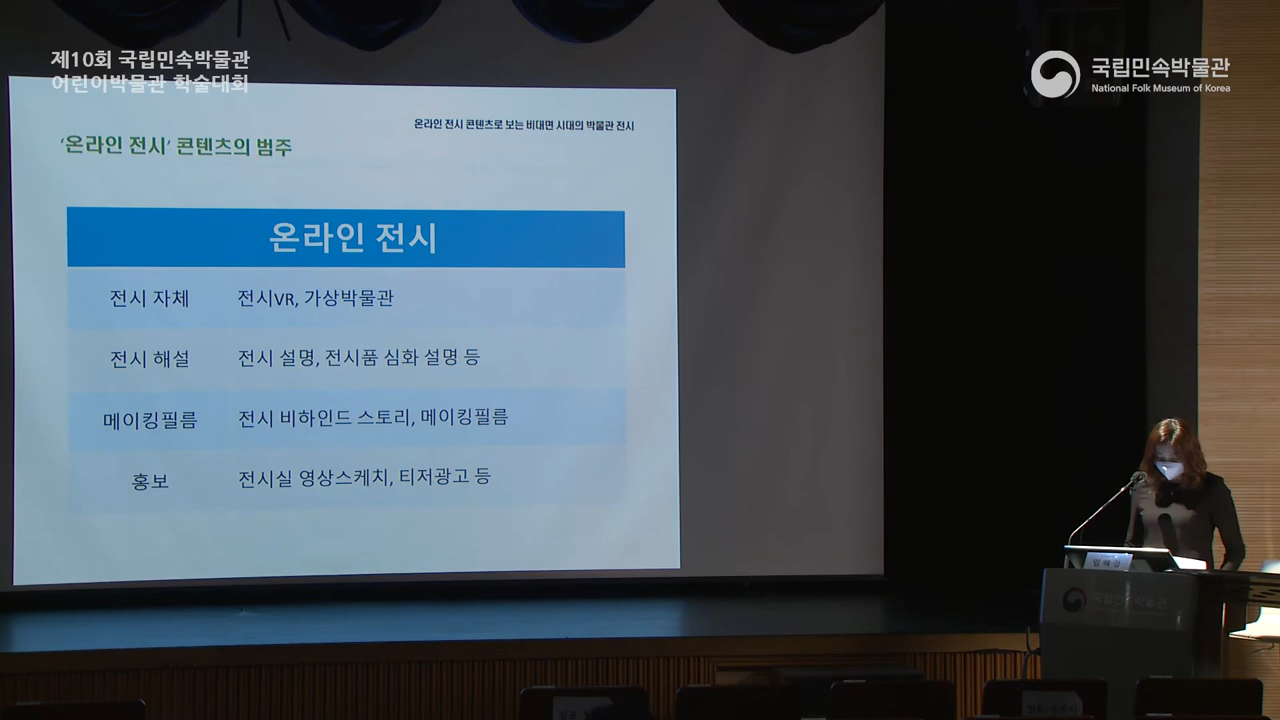 제10회 국립민속박물관
어린이박물관 학술대회
국립민속박물관
National Folk Museum of Korea
온라인 전시 콘텐츠로 보는 비대면 시대의 박물관 전시
‘온라인 전시’ 콘텐츠의 범주
온라인 전시
전시 자체 전시VR, 가상박물관
전시 해설 전시 설명, 전시품 심화 설명 등
메이킹필름 전시 비하인드 스토리, 메이킹필름
홍보 전시실 영상스케치, 티저광고 등
국립민속박물관